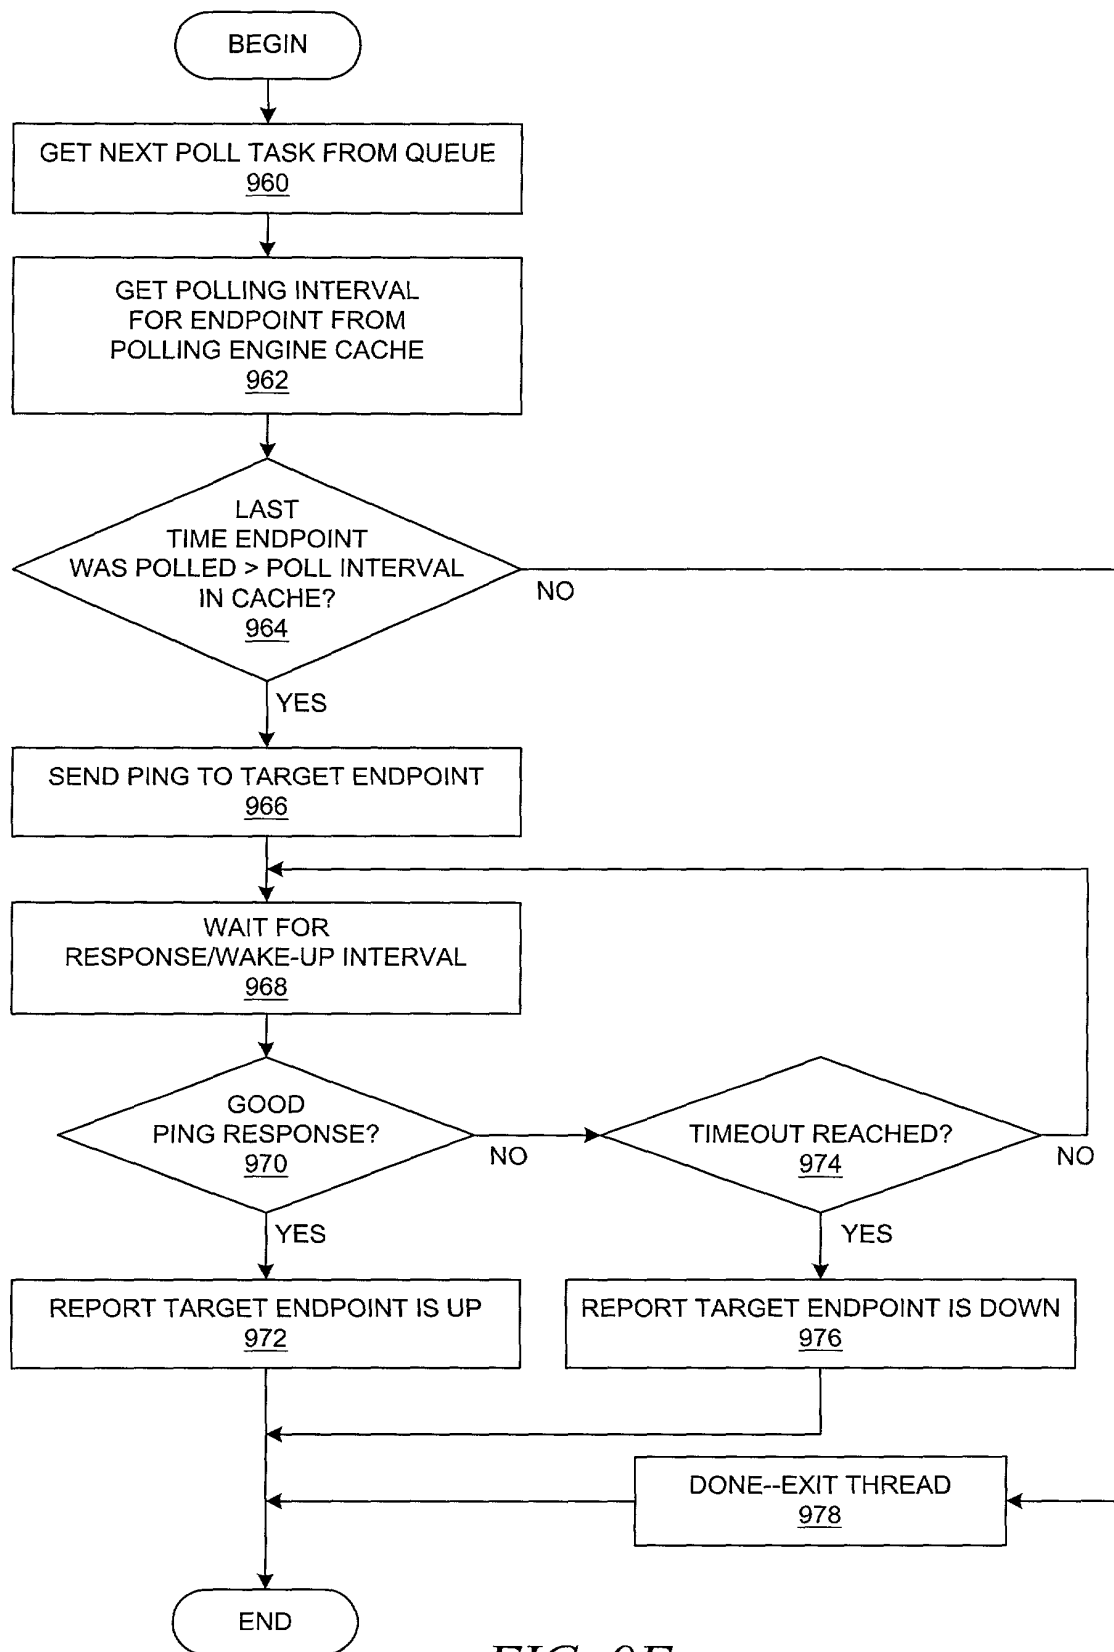 BEGIN
GET NEXT POLL TASK FROM QUEUE
960
GET POLLING INTERVAL
FOR ENDPOINT FROM
POLLING ENGINE CACHE
962
LAST
TIME ENDPOINT
WAS POLLED > POLL INTERVAL
IN CACHE?
964
NO
YES
SEND PING TO TARGET ENDPOINT
966
WAIT FOR
RESPONSE/WAKE-UP INTERVAL
968
GOOD
PING RESPONSE?
970
NO
TIMEOUT REACHED?
974
NO
YES
YES
REPORT TARGET ENDPOINT IS UP
972
REPORT TARGET ENDPOINT IS DOWN
976
DONE--EXIT THREAD
978
END